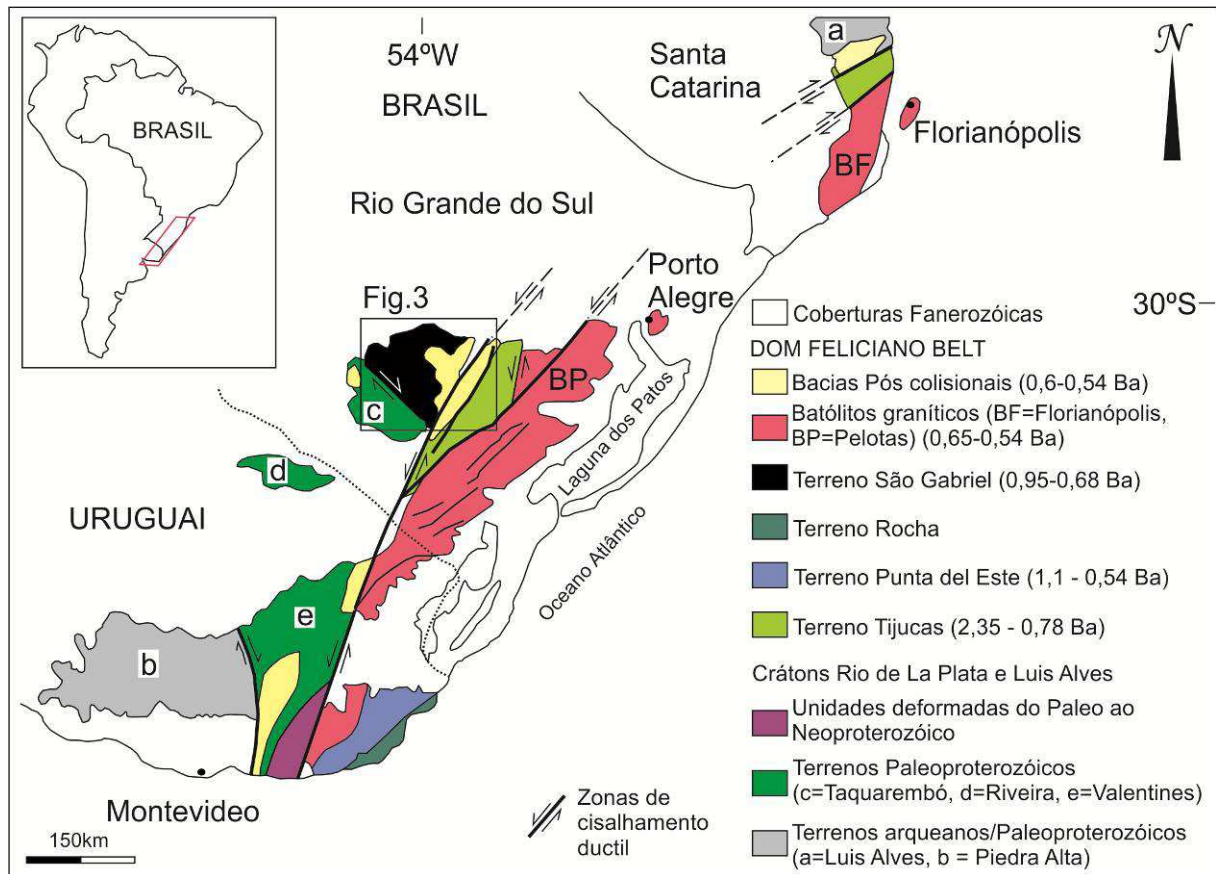 BRASIL
54ºW
BRASIL
Santa
Catarina
a
N
Florianópolis
BF
Rio Grande do Sul
Porto
Alegre
30ºS
Fig.3
c
BP
Laguna dos Patos
Oceano Atlântico
d
URUGUAI
e
b
Montevideo
150km
Zonas de
cisalhamento
ductil
Coberturas Fanerozóicas
DOM FELICIANO BELT
Bacias Pós colisionais (0,6-0,54 Ba)
Batólitos graníticos (BF=Florianópolis,
BP=Pelotas) (0,65-0,54 Ba)
Terreno São Gabriel (0,95-0,68 Ba)
Terreno Rocha
Terreno Punta del Este (1,1 - 0,54 Ba)
Terreno Tijucas (2,35 - 0,78 Ba)
Crátons Rio de La Plata e Luis Alves
Unidades deformadas do Paleo ao
Neoproterozóico
Terrenos Paleoproterozóicos
(c=Taquarembó, d=Riveira, e=Valentines)
Terrenos arqueanos/Paleoproterozóicos
(a=Luis Alves, b = Piedra Alta)